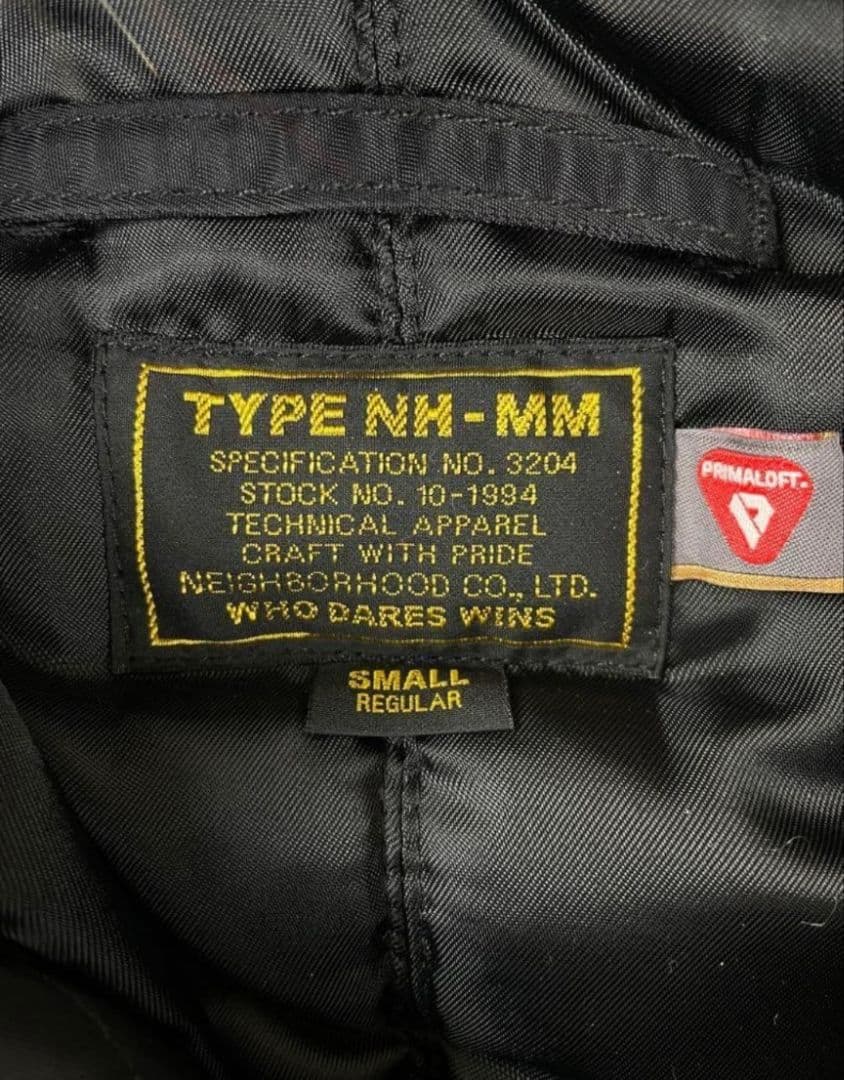 TYPE NH-MM
SPECIFICATION NO. 3204
STOCK NO. 10-1994
TECHNICAL APPAREL
CRAFT WITH PRIDE
NEIGHBORHOOD CO., LTD.
WHO DARES WINS
PRIMALOFT
SMALL
REGULAR